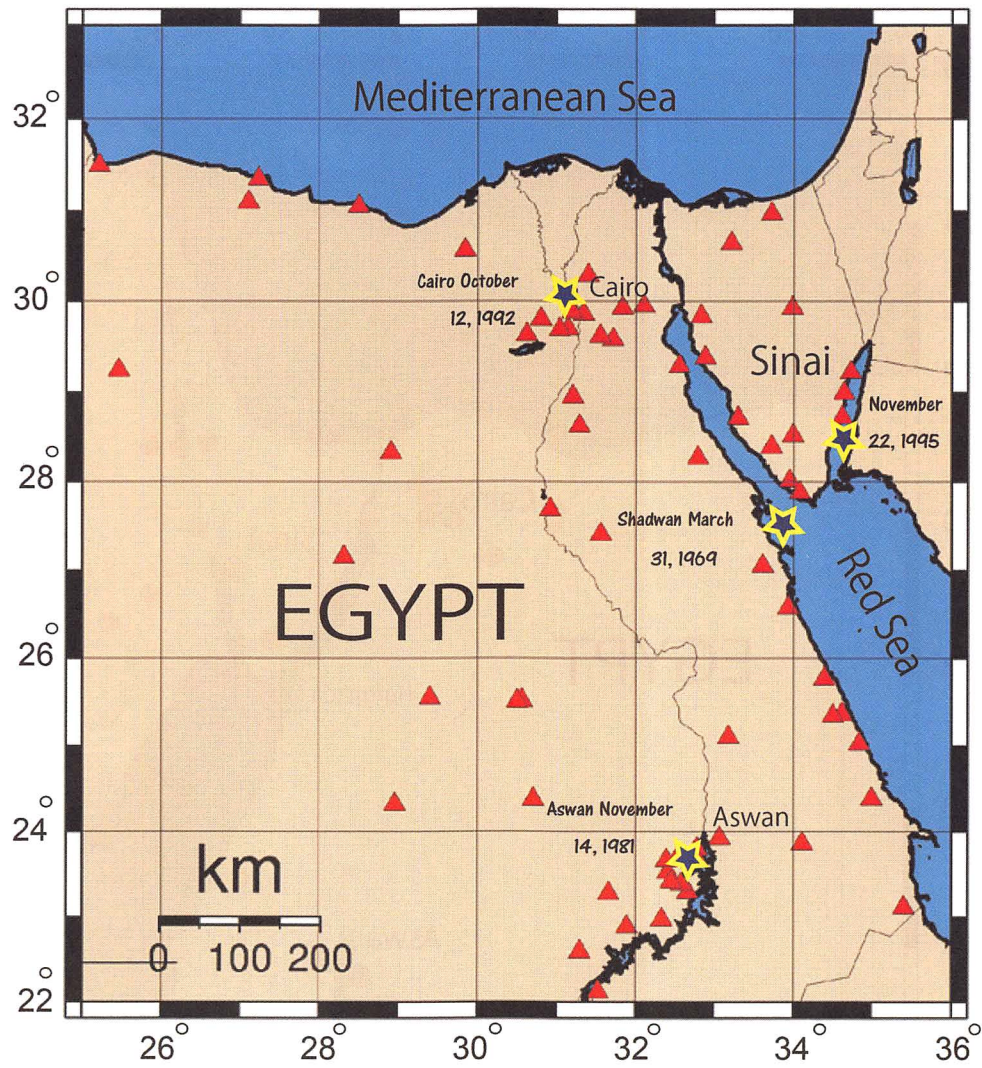 Mediterranean Sea
32°
30°
28°
26°
24°
22°
Cairo October
12, 1992
Cairo
Sinai
November
22, 1995
Shadwan March
31, 1969
EGYPT
Red Sea
Aswan November
14, 1981
Aswan
km
0 100 200
26° 28° 30° 32° 34° 36°